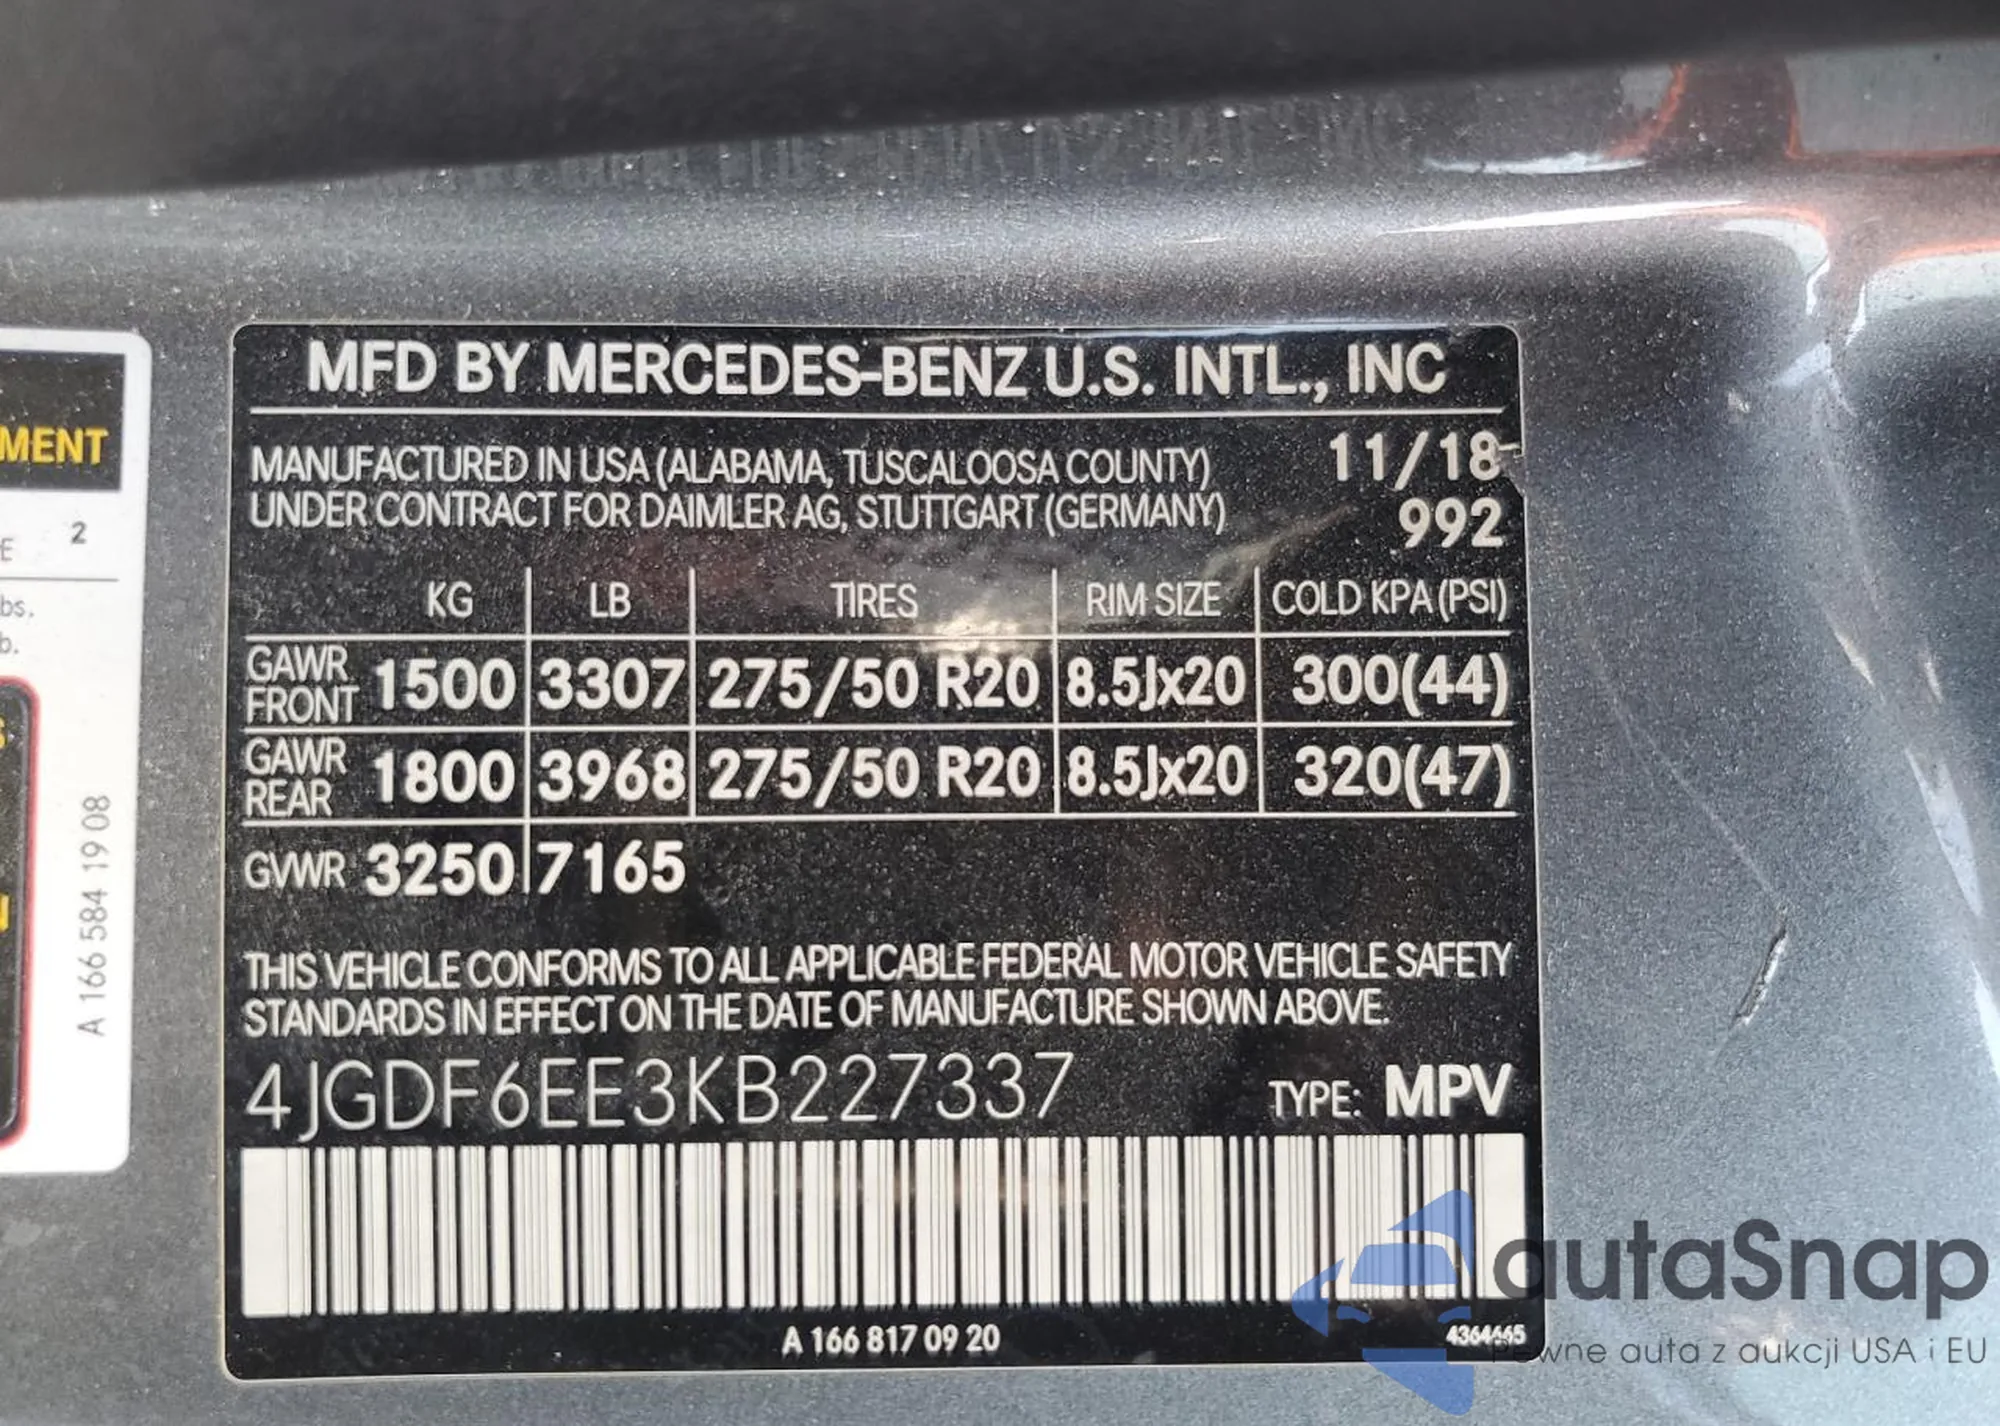 MFD BY MERCEDES-BENZ U.S. INTL., INC
MANUFACTURED IN USA (ALABAMA, TUSCALOOSA COUNTY) 11/18
UNDER CONTRACT FOR DAIMLER AG, STUTTGART (GERMANY) 992
KG LB TIRES RIM SIZE COLD KPA (PSI)
GAWR FRONT 1500 3307 275/50 R20 8.5Jx20 300(44)
GAWR REAR 1800 3968 275/50 R20 8.5Jx20 320(47)
GVWR 3250 7165
THIS VEHICLE CONFORMS TO ALL APPLICABLE FEDERAL MOTOR VEHICLE SAFETY
STANDARDS IN EFFECT ON THE DATE OF MANUFACTURE SHOWN ABOVE.
4JGDF6EE3KB227337 TYPE: MPV
A 166 817 09 20
4364465
MENT
E 2
bs.
b.
S
N
A 166 584 19 08
autaSnap
Pewne auta z aukcji USA i EU